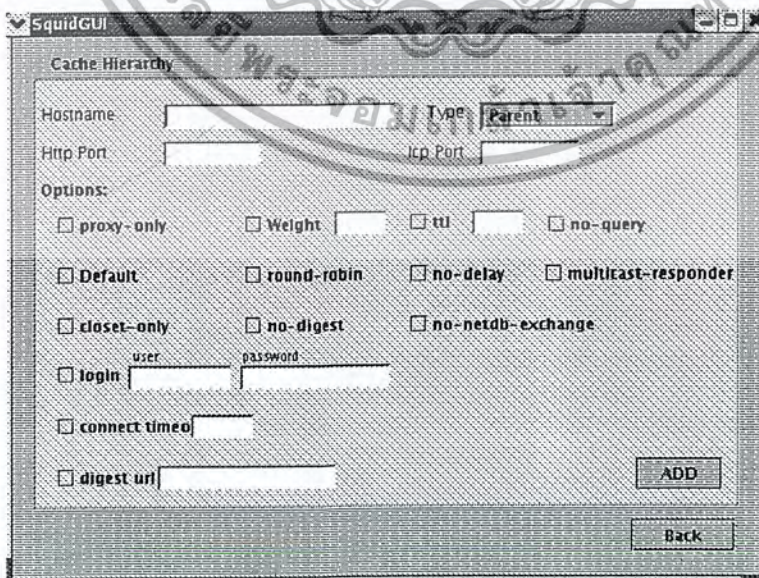 SquidGUI
Cache Hierarchy
Hostname Type Parent
Http Port Icp Port
Options:
proxy-only Weight ttl no-query
Default round-robin no-delay multicast-responder
closet-only no-digest no-netdb-exchange
user password
login
connect timeo
digest url
ADD
Back